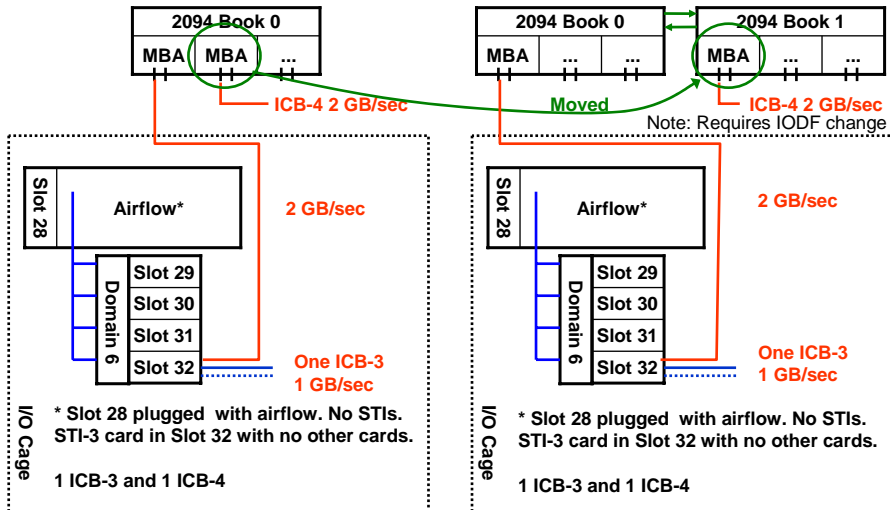 2094 Book 0
MBA
MBA
...
ICB-4 2 GB/sec
Slot 28
Airflow*
2 GB/sec
Domain 6
Slot 29
Slot 30
Slot 31
Slot 32
One ICB-3
1 GB/sec
I/O Cage
* Slot 28 plugged with airflow. No STIs.
STI-3 card in Slot 32 with no other cards.
1 ICB-3 and 1 ICB-4
Moved
2094 Book 0
MBA
...
...
2094 Book 1
MBA
...
...
ICB-4 2 GB/sec
Note: Requires IODF change
Slot 28
Airflow*
2 GB/sec
Domain 6
Slot 29
Slot 30
Slot 31
Slot 32
One ICB-3
1 GB/sec
I/O Cage
* Slot 28 plugged with airflow. No STIs.
STI-3 card in Slot 32 with no other cards.
1 ICB-3 and 1 ICB-4